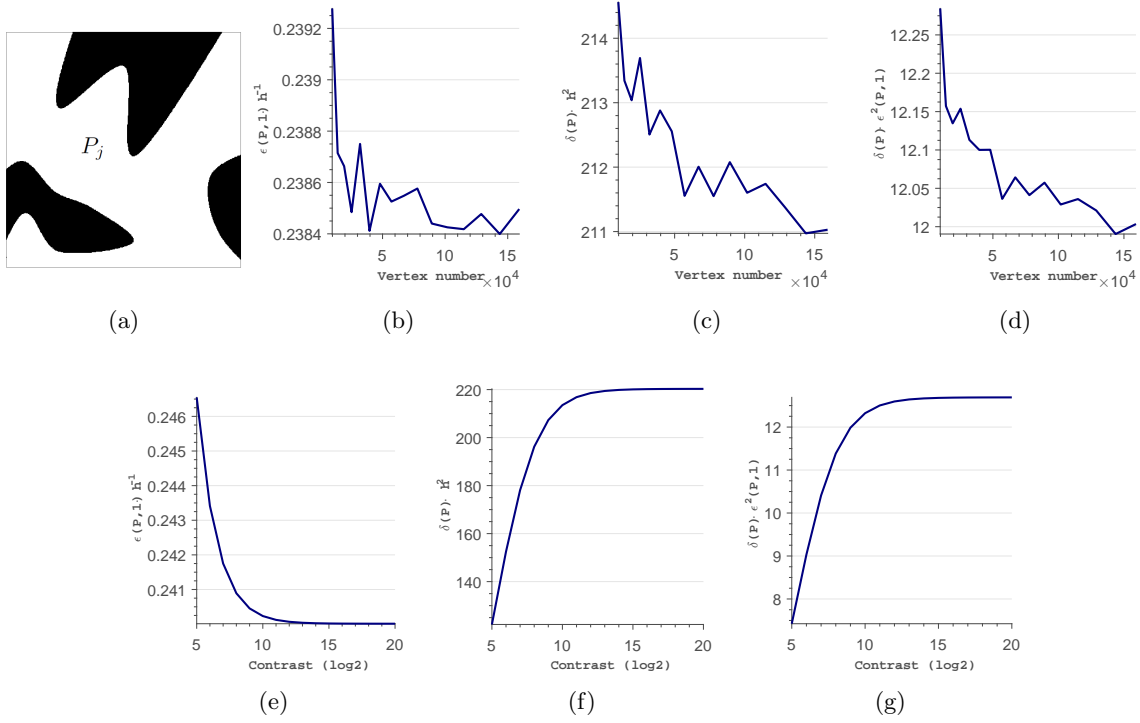 P_j
(a)
ϵ(P,1) h⁻¹
0.2392
0.239
0.2388
0.2386
0.2384
5
10
15
Vertex number
×10⁴
(b)
δ(P)· h²
214
213
212
211
5
10
15
Vertex number
×10⁴
(c)
δ(P)· ϵ²(P,1)
12.25
12.2
12.15
12.1
12.05
12
5
10
15
Vertex number
×10⁴
(d)
ϵ(P,1) h⁻¹
0.246
0.245
0.244
0.243
0.242
0.241
5
10
15
20
Contrast (log2)
(e)
δ(P)· h²
220
200
180
160
140
5
10
15
20
Contrast (log2)
(f)
δ(P)· ϵ²(P,1)
12
11
10
9
8
5
10
15
20
Contrast (log2)
(g)